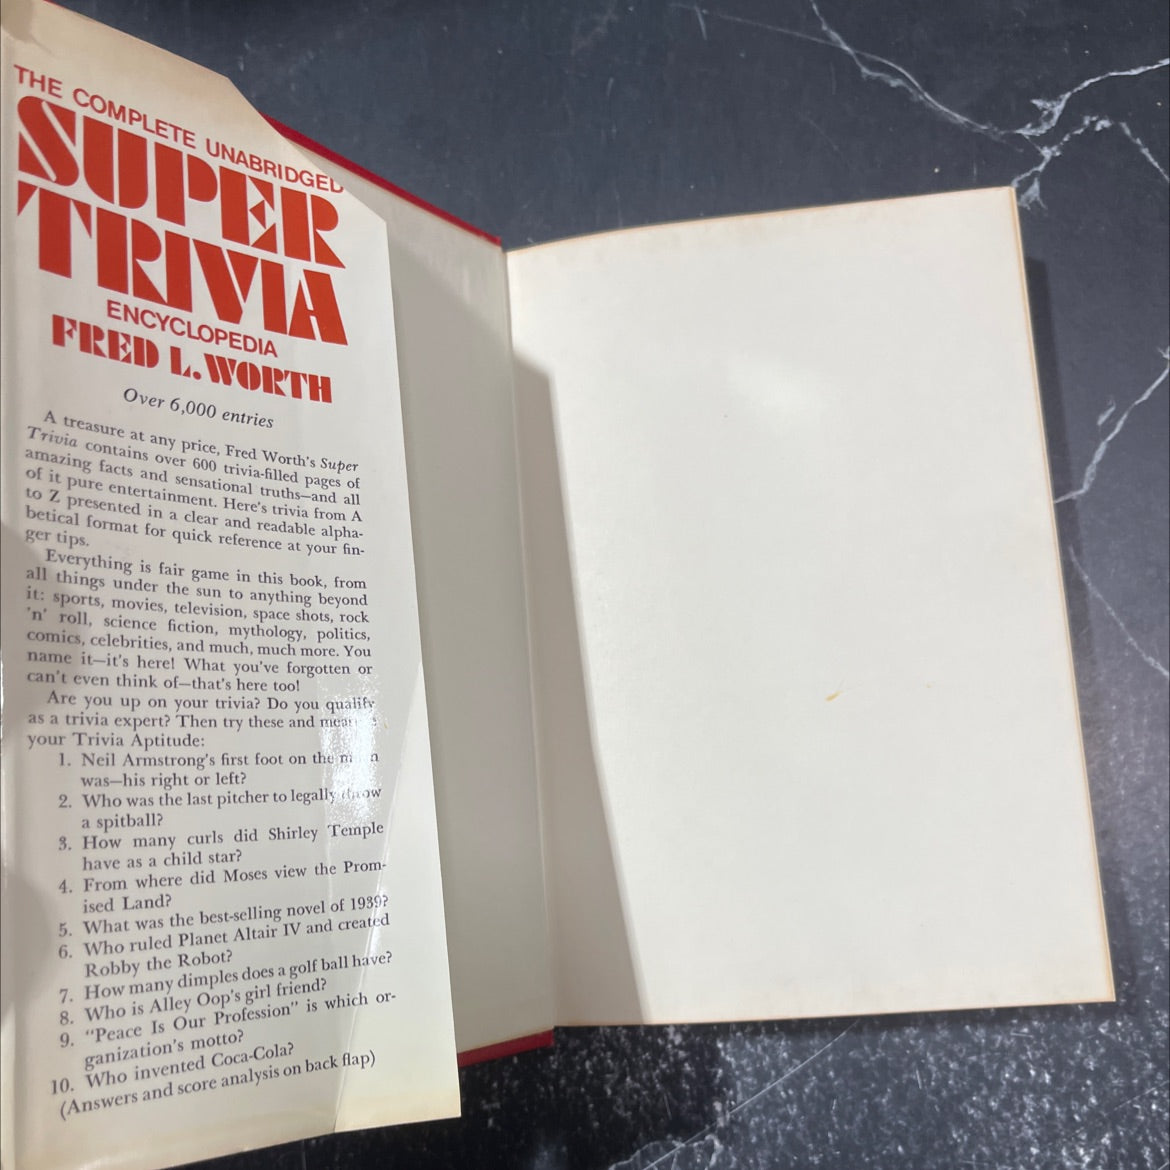 THE COMPLETE UNABRIDGED
SUPER
TRIVIA
ENCYCLOPEDIA
FRED L. WORTH
Over 6,000 entries
A treasure at any price, Fred Worth's Super
Trivia contains over 600 trivia-filled pages of
amazing facts and sensational truths—and all
of it pure entertainment. Here's trivia from A
to Z presented in a clear and readable alpha-
betical format for quick reference at your fin-
ger tips.
Everything is fair game in this book, from
all things under the sun to anything beyond
it: sports, movies, television, space shots, rock
'n' roll, science fiction, mythology, politics,
comics, celebrities, and much, much more. You
name it—it's here! What you've forgotten or
can't even think of—that's here too!
Are you up on your trivia? Do you qualify
as a trivia expert? Then try these and
your Trivia Aptitude:
1. Neil Armstrong's first foot on the
was—his right or left?
2. Who was the last pitcher to legally throw
a spitball?
3. How many curls did Shirley Temple
have as a child star?
4. From where did Moses view the Prom-
ised Land?
5. What was the best-selling novel of 1939?
6. Who ruled Planet Altair IV and created
Robby the Robot?
7. How many dimples does a golf ball have?
8. Who is Alley Oop's girl friend?
9. "Peace Is Our Profession" is which or-
ganization's motto?
10. Who invented Coca-Cola?
(Answers and score analysis on back flap)